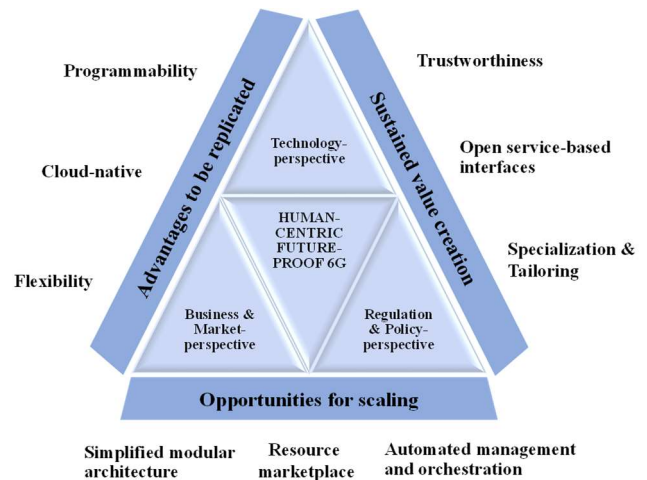 Programmability
Cloud-native
Flexibility
Advantages to be replicated
Technology-
perspective
HUMAN-
CENTRIC
FUTURE-
PROOF 6G
Business &
Market-
perspective
Regulation
& Policy-
perspective
Sustained value creation
Trustworthiness
Open service-based
interfaces
Specialization &
Tailoring
Opportunities for scaling
Simplified modular
architecture
Resource
marketplace
Automated management
and orchestration